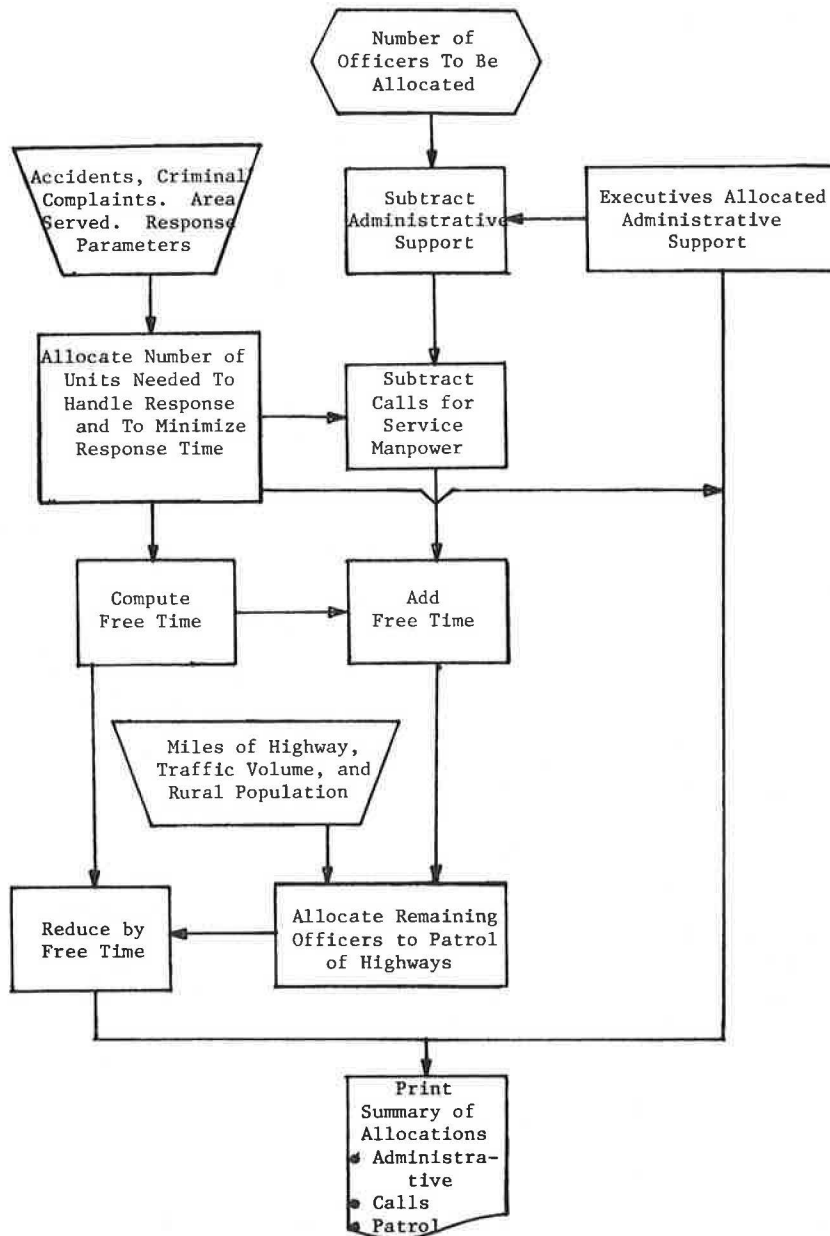 Number of
Officers To Be
Allocated
Accidents, Criminal
Complaints. Area
Served. Response
Parameters
Subtract
Administrative
Support
Executives Allocated
Administrative
Support
Allocate Number of
Units Needed To
Handle Response
and To Minimize
Response Time
Subtract
Calls for
Service
Manpower
Compute
Free Time
Add
Free Time
Miles of Highway,
Traffic Volume, and
Rural Population
Reduce by
Free Time
Allocate Remaining
Officers to Patrol
of Highways
Print
Summary of
Allocations
● Administra-
tive
● Calls
● Patrol